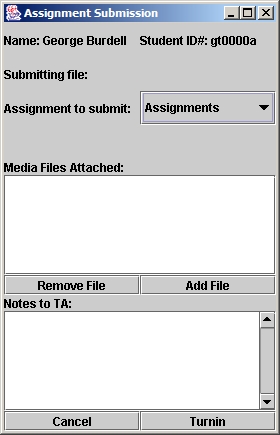 Assignment Submission
Name: George Burdell Student ID#: gt0000a
Submitting file:
Assignment to submit: Assignments
Media Files Attached:
Remove File Add File
Notes to TA:
Cancel Turnin